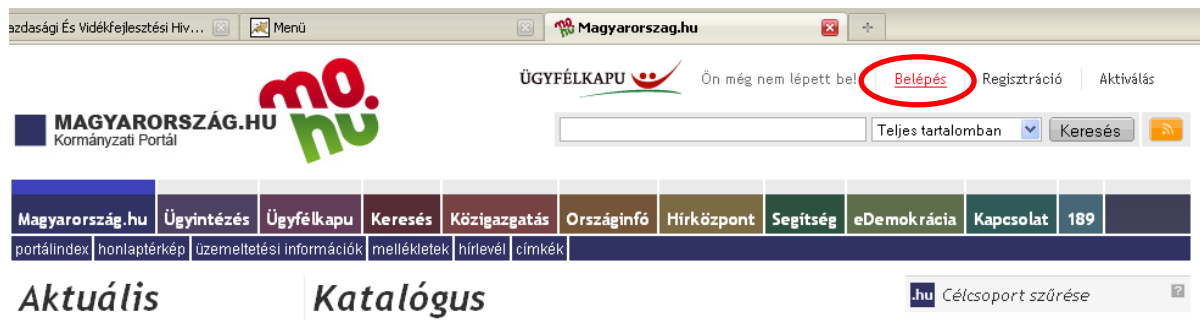 azdasági És Vidékfejlesztési Hiv... Menü Magyarorszag.hu
ÜGYFÉLKAPU Ön még nem lépett be! Belépés Regisztráció Aktiválás
mo.hu
MAGYARORSZÁG.HU
Kormányzati Portál
Teljes tartalomban Keresés
Magyarország.hu Ügyintézés Ügyfélkapu Keresés Közigazgatás Országinfó Hírközpont Segítség eDemokrácia Kapcsolat 189
portálindex honlaptérkép üzemeltetési információk mellékletek hírlevél címkék
Aktuális Katalógus .hu Célcsoport szűrése ?